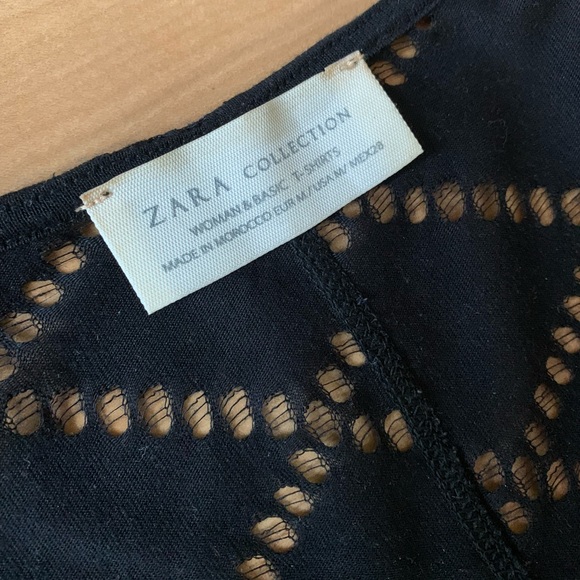 ZARA COLLECTION
WOMAN & BASIC T-SHIRTS
MADE IN MOROCCO EUR M/ USA M/ MEX28